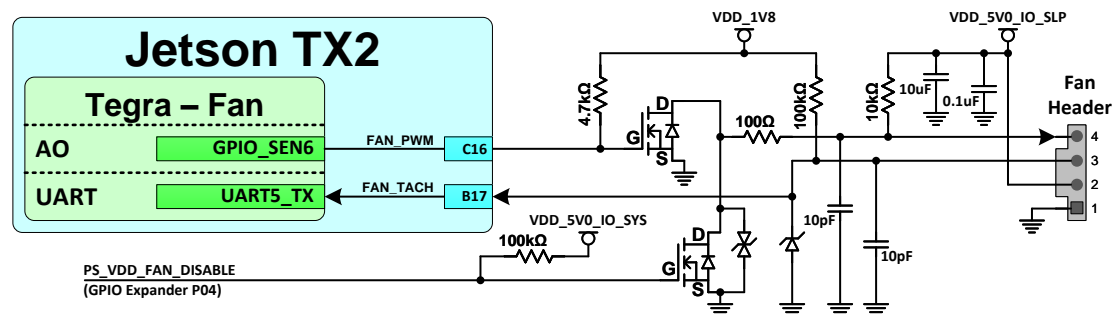 Jetson TX2
Tegra – Fan
AO
GPIO_SEN6
FAN_PWM
C16
UART
UART5_TX
FAN_TACH
B17
VDD_1V8
VDD_5V0_IO_SLP
4.7kΩ
G
D
S
100Ω
100kΩ
10kΩ
10uF
0.1uF
Fan
Header
4
3
2
1
VDD_5V0_IO_SYS
100kΩ
PS_VDD_FAN_DISABLE
(GPIO Expander P04)
G
D
S
10pF
10pF